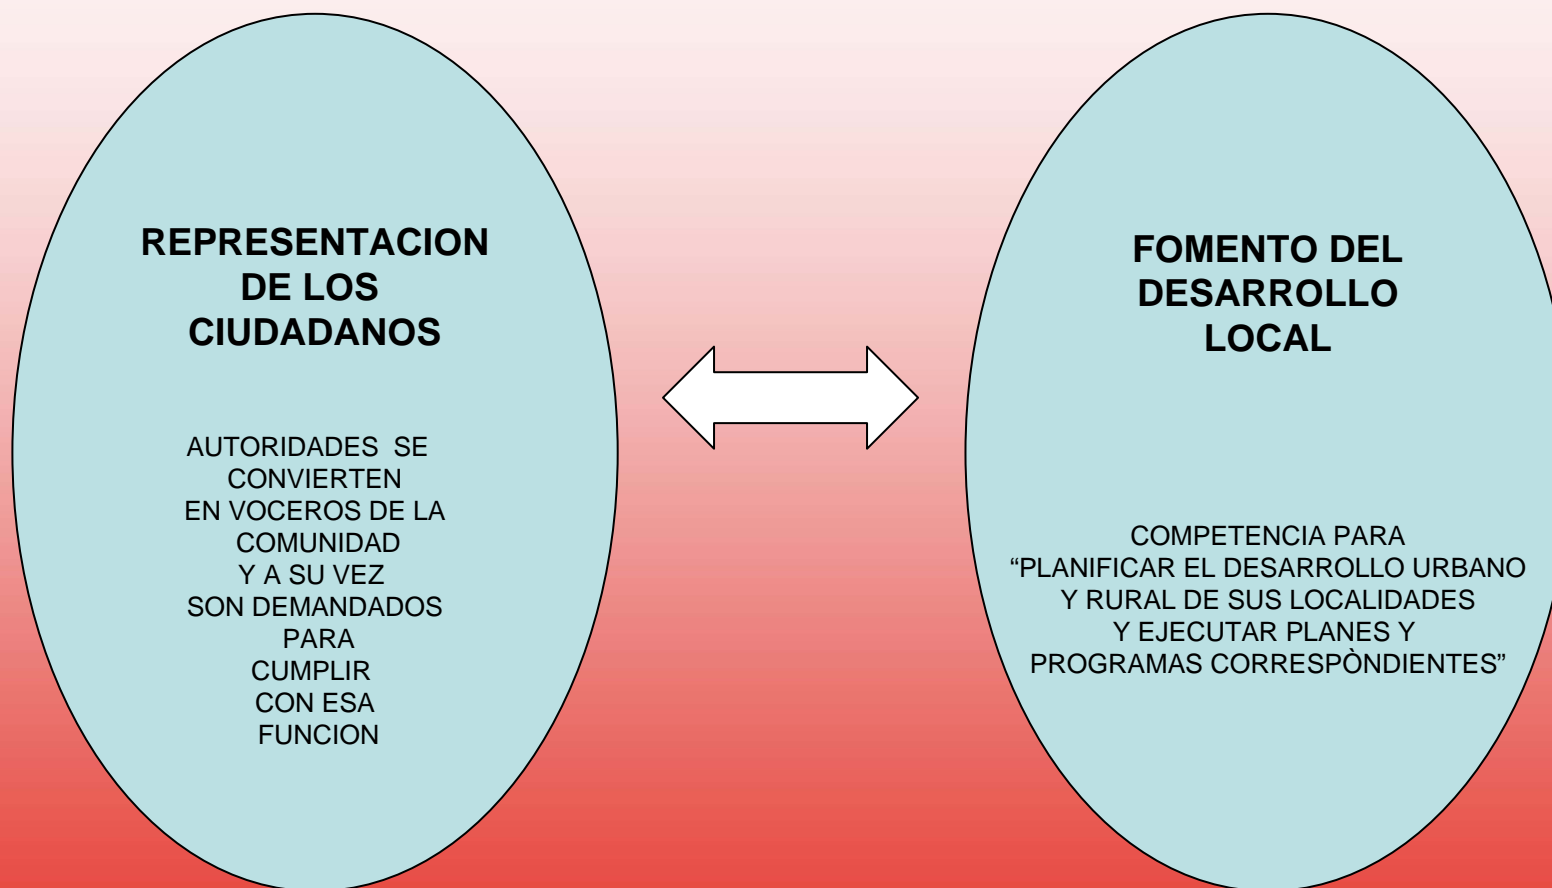 REPRESENTACION
DE LOS
CIUDADANOS
AUTORIDADES SE
CONVIERTEN
EN VOCEROS DE LA
COMUNIDAD
Y A SU VEZ
SON DEMANDADOS
PARA
CUMPLIR
CON ESA
FUNCION
FOMENTO DEL
DESARROLLO
LOCAL
COMPETENCIA PARA
“PLANIFICAR EL DESARROLLO URBANO
Y RURAL DE SUS LOCALIDADES
Y EJECUTAR PLANES Y
PROGRAMAS CORRESPÒNDIENTES”